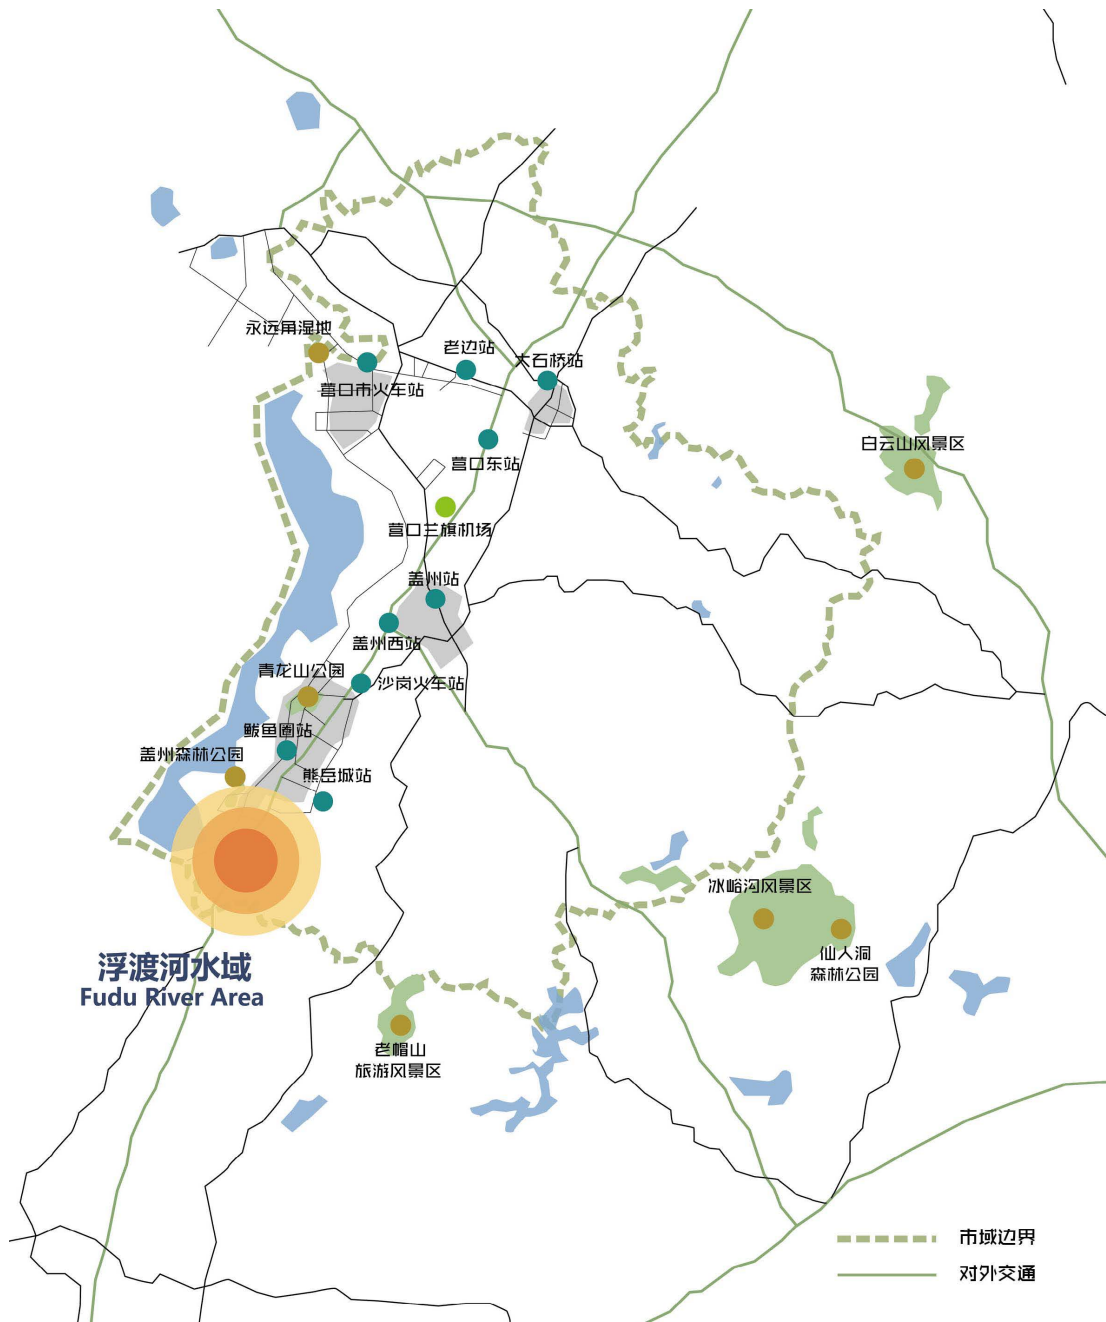 永远角湿地
老边站
大石桥站
营口市火车站
白云山风景区
营口东站
营口兰旗机场
盖州站
盖州西站
青龙山公园
沙岗火车站
鲅鱼圈站
盖州森林公园
熊岳城站
冰峪沟风景区
仙人洞
森林公园
浮渡河水域
Fudu River Area
老帽山
旅游风景区
市域边界
对外交通